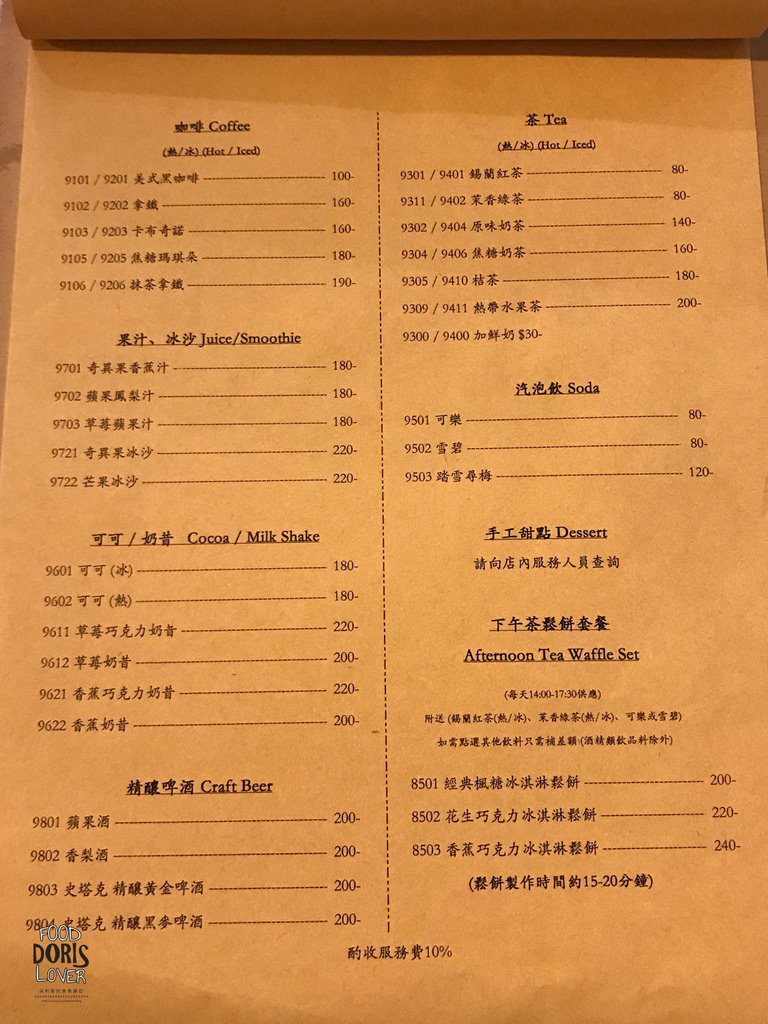 咖啡 Coffee
(熱/冰) (Hot / Iced)
9101 / 9201 美式黑咖啡 100-
9102 / 9202 拿鐵 160-
9103 / 9203 卡布奇諾 160-
9105 / 9205 焦糖瑪琪朵 180-
9106 / 9206 抹茶拿鐵 190-
果汁、冰沙 Juice/Smoothie
9701 奇異果香蕉汁 180-
9702 蘋果鳳梨汁 180-
9703 草莓蘋果汁 180-
9721 奇異果冰沙 220-
9722 芒果冰沙 220-
可可 / 奶昔 Cocoa / Milk Shake
9601 可可 (冰) 180-
9602 可可 (熱) 180-
9611 草莓巧克力奶昔 220-
9612 草莓奶昔 200-
9621 香蕉巧克力奶昔 220-
9622 香蕉奶昔 200-
精釀啤酒 Craft Beer
9801 蘋果酒 200-
9802 香梨酒 200-
9803 史塔克 精釀黃金啤酒 200-
9804 史塔克 精釀黑麥啤酒 200-
茶 Tea
(熱/冰) (Hot / Iced)
9301 / 9401 錫蘭紅茶 80-
9311 / 9402 茉香綠茶 80-
9302 / 9404 原味奶茶 140-
9304 / 9406 焦糖奶茶 160-
9305 / 9410 桔茶 180-
9309 / 9411 熱帶水果茶 200-
9300 / 9400 加鮮奶 $30-
汽泡飲 Soda
9501 可樂 80-
9502 雪碧 80-
9503 踏雪尋梅 120-
手工甜點 Dessert
請向店內服務人員查詢
下午茶鬆餅套餐
Afternoon Tea Waffle Set
(每天14:00-17:30供應)
附送 (錫蘭紅茶(熱/冰)、茉香綠茶(熱/冰)、可樂或雪碧)
如需點選其他飲料只需補差額 (酒精類飲品料除外)
8501 經典楓糖冰淇淋鬆餅 200-
8502 花生巧克力冰淇淋鬆餅 220-
8503 香蕉巧克力冰淇淋鬆餅 240-
(鬆餅製作時間約15-20分鐘)
酌收服務費10%
FOOD
DORIS
LOVER